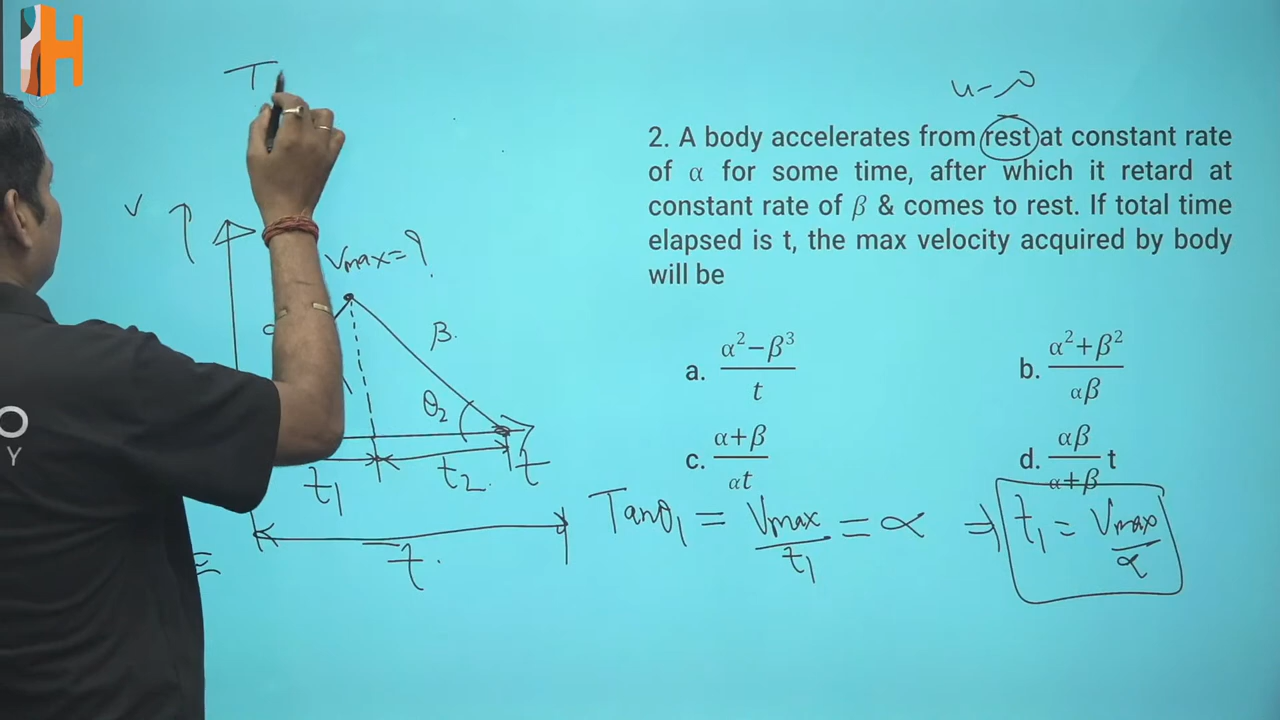 H
T
u→0
2. A body accelerates from rest at constant rate
of α for some time, after which it retard at
constant rate of β & comes to rest. If total time
elapsed is t, the max velocity acquired by body
will be
a. α²−β³/t
b. α²+β²/αβ
c. α+β/αt
d. αβ/α+β t
v ↑
Vmax = ?
β
θ₂
t₁
t₂
t
t
Tanθ₁ = Vmax/t₁ = α ⇒ t₁ = Vmax/α
O
Y